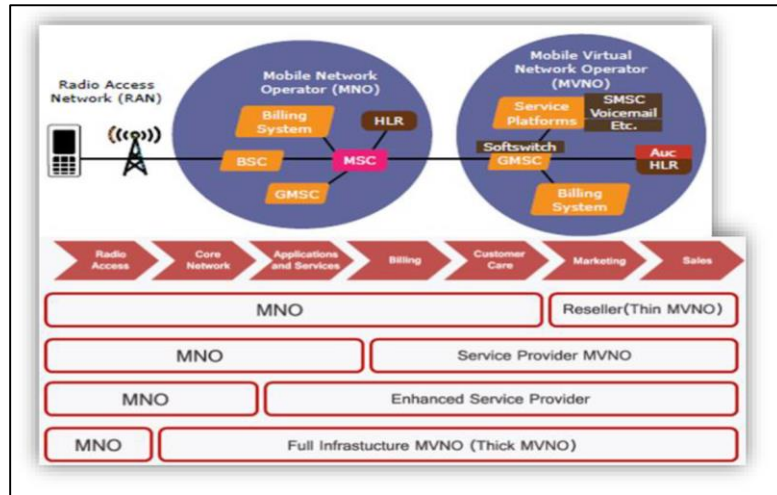 Radio Access
Network (RAN)
Mobile Network
Operator (MNO)
Billing
System
HLR
BSC
MSC
GMSC
Mobile Virtual
Network Operator
(MVNO)
Service
Platforms
SMSC
Voicemail
Etc.
Softswitch
GMSC
Auc
HLR
Billing
System
Radio
Access
Core
Network
Applications
and Services
Billing
Customer
Care
Marketing
Sales
MNO
Reseller(Thin MVNO)
MNO
Service Provider MVNO
MNO
Enhanced Service Provider
MNO
Full Infrastucture MVNO (Thick MVNO)